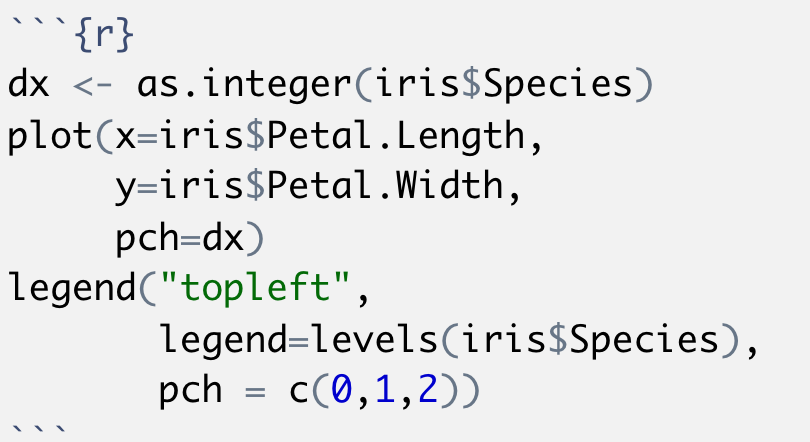 ```{r}
dx <- as.integer(iris$Species)
plot(x=iris$Petal.Length,
     y=iris$Petal.Width,
     pch=dx)
legend("topleft",
       legend=levels(iris$Species),
       pch = c(0,1,2))
```